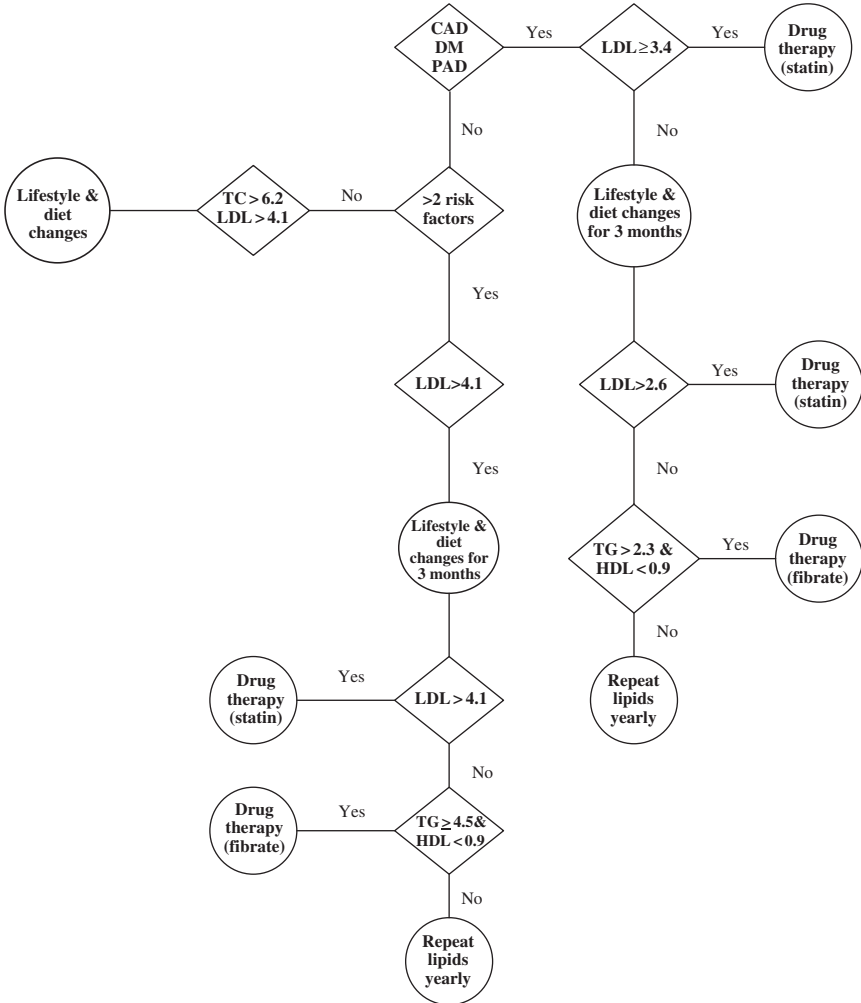 CAD
DM
PAD
Yes
LDL ≥ 3.4
Yes
Drug
therapy
(statin)
No
No
Lifestyle &
diet
changes
TC > 6.2
LDL > 4.1
No
>2 risk
factors
Lifestyle &
diet changes
for 3 months
Yes
LDL>4.1
LDL>2.6
Yes
Drug
therapy
(statin)
Yes
No
Lifestyle &
diet
changes for
3 months
TG > 2.3 &
HDL < 0.9
Yes
Drug
therapy
(fibrate)
No
Drug
therapy
(statin)
Yes
LDL > 4.1
Repeat
lipids
yearly
No
Drug
therapy
(fibrate)
Yes
TG ≥ 4.5&
HDL < 0.9
No
Repeat
lipids
yearly